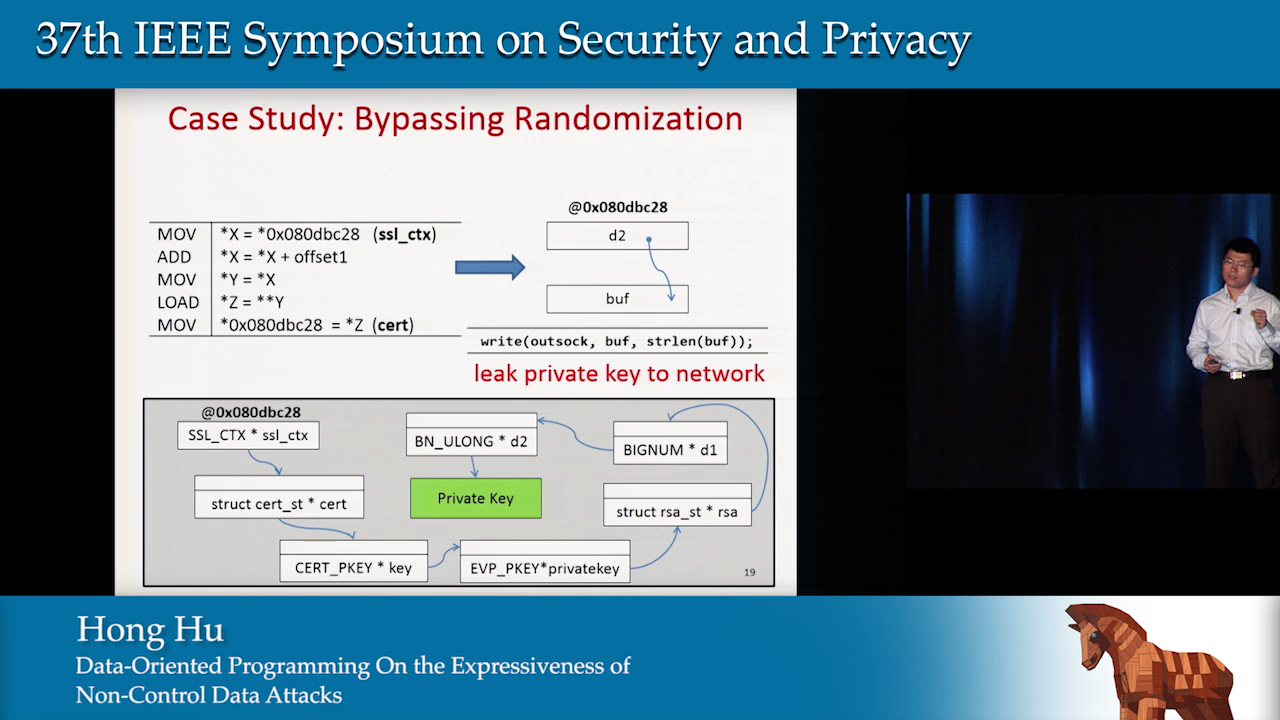 37th IEEE Symposium on Security and Privacy
Case Study: Bypassing Randomization
MOV *X = *0x080dbc28 (ssl_ctx)
ADD *X = *X + offset1
MOV *Y = *X
LOAD *Z = **Y
MOV *0x080dbc28 = *Z (cert)
@0x080dbc28
d2
buf
write(outsock, buf, strlen(buf));
leak private key to network
@0x080dbc28
SSL_CTX * ssl_ctx
struct cert_st * cert
CERT_PKEY * key
EVP_PKEY*privatekey
struct rsa_st * rsa
BIGNUM * d1
BN_ULONG * d2
Private Key
19
Hong Hu
Data-Oriented Programming On the Expressiveness of
Non-Control Data Attacks